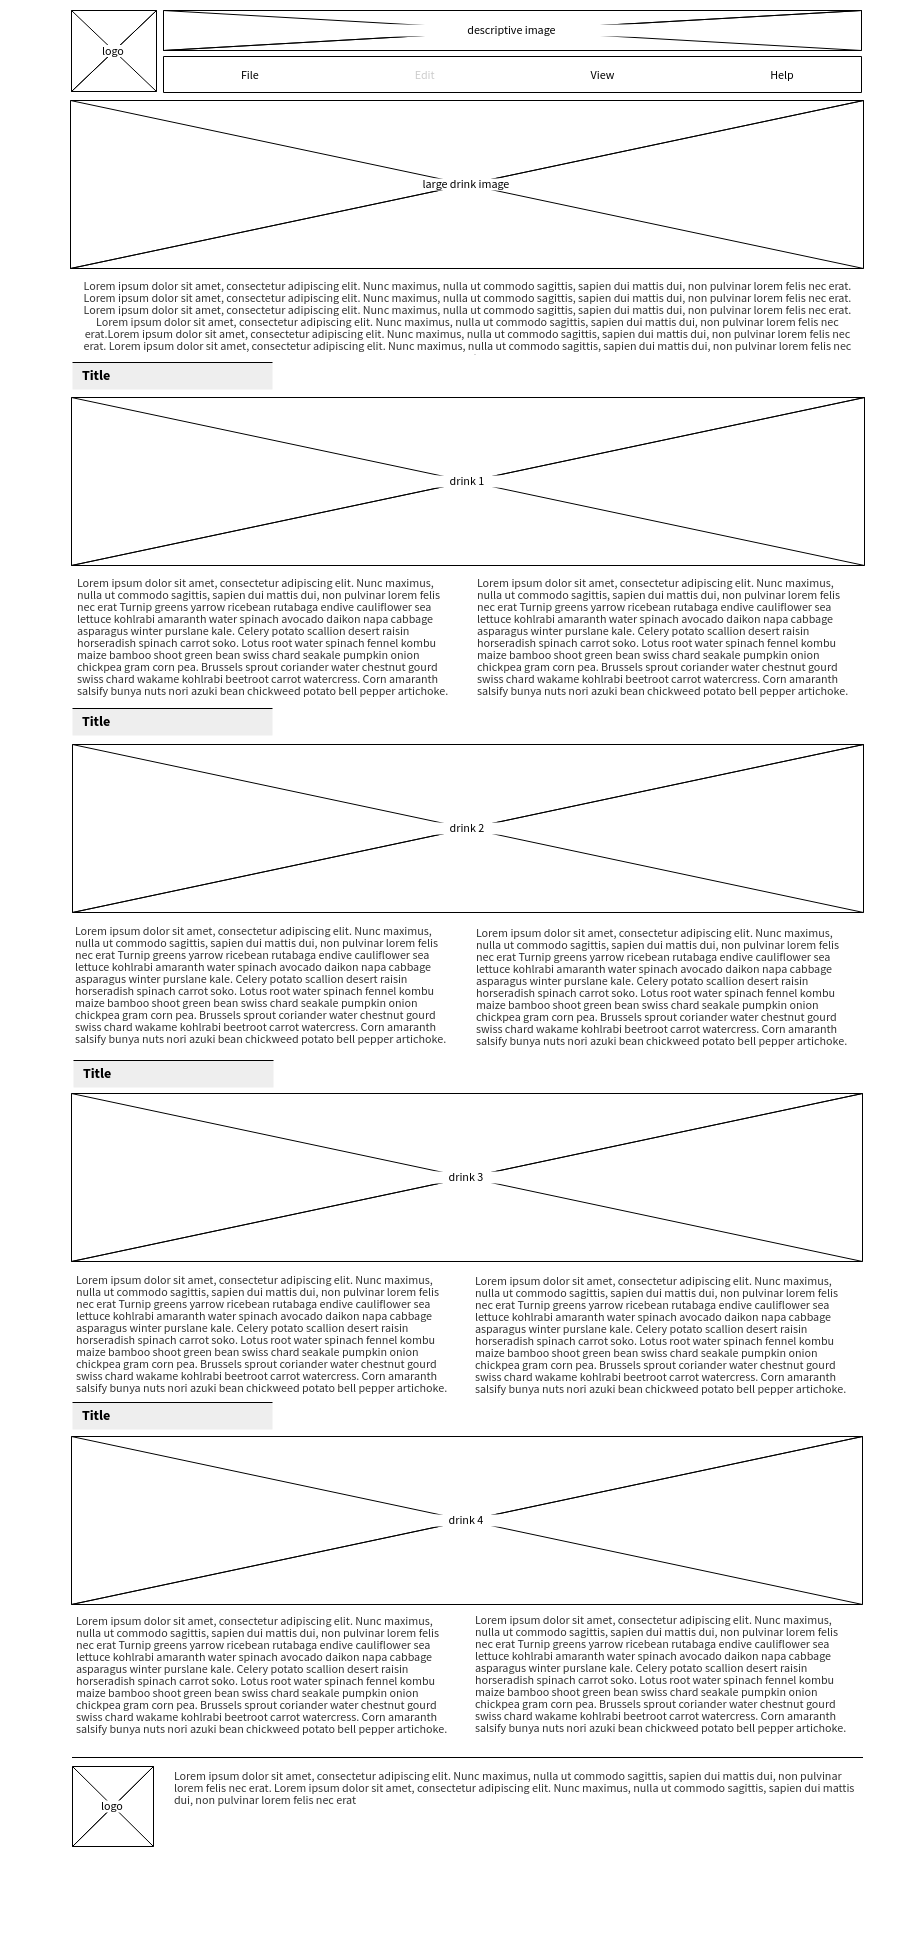 logo
descriptive image
File Edit View Help
large drink image
Lorem ipsum dolor sit amet, consectetur adipiscing elit. Nunc maximus, nulla ut commodo sagittis, sapien dui mattis dui, non pulvinar lorem felis nec erat.
Lorem ipsum dolor sit amet, consectetur adipiscing elit. Nunc maximus, nulla ut commodo sagittis, sapien dui mattis dui, non pulvinar lorem felis nec erat.
Lorem ipsum dolor sit amet, consectetur adipiscing elit. Nunc maximus, nulla ut commodo sagittis, sapien dui mattis dui, non pulvinar lorem felis nec erat.
Lorem ipsum dolor sit amet, consectetur adipiscing elit. Nunc maximus, nulla ut commodo sagittis, sapien dui mattis dui, non pulvinar lorem felis nec
erat.Lorem ipsum dolor sit amet, consectetur adipiscing elit. Nunc maximus, nulla ut commodo sagittis, sapien dui mattis dui, non pulvinar lorem felis nec
erat. Lorem ipsum dolor sit amet, consectetur adipiscing elit. Nunc maximus, nulla ut commodo sagittis, sapien dui mattis dui, non pulvinar lorem felis nec
Title
drink 1
Lorem ipsum dolor sit amet, consectetur adipiscing elit. Nunc maximus,
nulla ut commodo sagittis, sapien dui mattis dui, non pulvinar lorem felis
nec erat Turnip greens yarrow ricebean rutabaga endive cauliflower sea
lettuce kohlrabi amaranth water spinach avocado daikon napa cabbage
asparagus winter purslane kale. Celery potato scallion desert raisin
horseradish spinach carrot soko. Lotus root water spinach fennel kombu
maize bamboo shoot green bean swiss chard seakale pumpkin onion
chickpea gram corn pea. Brussels sprout coriander water chestnut gourd
swiss chard wakame kohlrabi beetroot carrot watercress. Corn amaranth
salsify bunya nuts nori azuki bean chickweed potato bell pepper artichoke.
Lorem ipsum dolor sit amet, consectetur adipiscing elit. Nunc maximus,
nulla ut commodo sagittis, sapien dui mattis dui, non pulvinar lorem felis
nec erat Turnip greens yarrow ricebean rutabaga endive cauliflower sea
lettuce kohlrabi amaranth water spinach avocado daikon napa cabbage
asparagus winter purslane kale. Celery potato scallion desert raisin
horseradish spinach carrot soko. Lotus root water spinach fennel kombu
maize bamboo shoot green bean swiss chard seakale pumpkin onion
chickpea gram corn pea. Brussels sprout coriander water chestnut gourd
swiss chard wakame kohlrabi beetroot carrot watercress. Corn amaranth
salsify bunya nuts nori azuki bean chickweed potato bell pepper artichoke.
Title
drink 2
Lorem ipsum dolor sit amet, consectetur adipiscing elit. Nunc maximus,
nulla ut commodo sagittis, sapien dui mattis dui, non pulvinar lorem felis
nec erat Turnip greens yarrow ricebean rutabaga endive cauliflower sea
lettuce kohlrabi amaranth water spinach avocado daikon napa cabbage
asparagus winter purslane kale. Celery potato scallion desert raisin
horseradish spinach carrot soko. Lotus root water spinach fennel kombu
maize bamboo shoot green bean swiss chard seakale pumpkin onion
chickpea gram corn pea. Brussels sprout coriander water chestnut gourd
swiss chard wakame kohlrabi beetroot carrot watercress. Corn amaranth
salsify bunya nuts nori azuki bean chickweed potato bell pepper artichoke.
Lorem ipsum dolor sit amet, consectetur adipiscing elit. Nunc maximus,
nulla ut commodo sagittis, sapien dui mattis dui, non pulvinar lorem felis
nec erat Turnip greens yarrow ricebean rutabaga endive cauliflower sea
lettuce kohlrabi amaranth water spinach avocado daikon napa cabbage
asparagus winter purslane kale. Celery potato scallion desert raisin
horseradish spinach carrot soko. Lotus root water spinach fennel kombu
maize bamboo shoot green bean swiss chard seakale pumpkin onion
chickpea gram corn pea. Brussels sprout coriander water chestnut gourd
swiss chard wakame kohlrabi beetroot carrot watercress. Corn amaranth
salsify bunya nuts nori azuki bean chickweed potato bell pepper artichoke.
Title
drink 3
Lorem ipsum dolor sit amet, consectetur adipiscing elit. Nunc maximus,
nulla ut commodo sagittis, sapien dui mattis dui, non pulvinar lorem felis
nec erat Turnip greens yarrow ricebean rutabaga endive cauliflower sea
lettuce kohlrabi amaranth water spinach avocado daikon napa cabbage
asparagus winter purslane kale. Celery potato scallion desert raisin
horseradish spinach carrot soko. Lotus root water spinach fennel kombu
maize bamboo shoot green bean swiss chard seakale pumpkin onion
chickpea gram corn pea. Brussels sprout coriander water chestnut gourd
swiss chard wakame kohlrabi beetroot carrot watercress. Corn amaranth
salsify bunya nuts nori azuki bean chickweed potato bell pepper artichoke.
Lorem ipsum dolor sit amet, consectetur adipiscing elit. Nunc maximus,
nulla ut commodo sagittis, sapien dui mattis dui, non pulvinar lorem felis
nec erat Turnip greens yarrow ricebean rutabaga endive cauliflower sea
lettuce kohlrabi amaranth water spinach avocado daikon napa cabbage
asparagus winter purslane kale. Celery potato scallion desert raisin
horseradish spinach carrot soko. Lotus root water spinach fennel kombu
maize bamboo shoot green bean swiss chard seakale pumpkin onion
chickpea gram corn pea. Brussels sprout coriander water chestnut gourd
swiss chard wakame kohlrabi beetroot carrot watercress. Corn amaranth
salsify bunya nuts nori azuki bean chickweed potato bell pepper artichoke.
Title
drink 4
Lorem ipsum dolor sit amet, consectetur adipiscing elit. Nunc maximus,
nulla ut commodo sagittis, sapien dui mattis dui, non pulvinar lorem felis
nec erat Turnip greens yarrow ricebean rutabaga endive cauliflower sea
lettuce kohlrabi amaranth water spinach avocado daikon napa cabbage
asparagus winter purslane kale. Celery potato scallion desert raisin
horseradish spinach carrot soko. Lotus root water spinach fennel kombu
maize bamboo shoot green bean swiss chard seakale pumpkin onion
chickpea gram corn pea. Brussels sprout coriander water chestnut gourd
swiss chard wakame kohlrabi beetroot carrot watercress. Corn amaranth
salsify bunya nuts nori azuki bean chickweed potato bell pepper artichoke.
Lorem ipsum dolor sit amet, consectetur adipiscing elit. Nunc maximus,
nulla ut commodo sagittis, sapien dui mattis dui, non pulvinar lorem felis
nec erat Turnip greens yarrow ricebean rutabaga endive cauliflower sea
lettuce kohlrabi amaranth water spinach avocado daikon napa cabbage
asparagus winter purslane kale. Celery potato scallion desert raisin
horseradish spinach carrot soko. Lotus root water spinach fennel kombu
maize bamboo shoot green bean swiss chard seakale pumpkin onion
chickpea gram corn pea. Brussels sprout coriander water chestnut gourd
swiss chard wakame kohlrabi beetroot carrot watercress. Corn amaranth
salsify bunya nuts nori azuki bean chickweed potato bell pepper artichoke.
logo
Lorem ipsum dolor sit amet, consectetur adipiscing elit. Nunc maximus, nulla ut commodo sagittis, sapien dui mattis dui, non pulvinar
lorem felis nec erat. Lorem ipsum dolor sit amet, consectetur adipiscing elit. Nunc maximus, nulla ut commodo sagittis, sapien dui mattis
dui, non pulvinar lorem felis nec erat